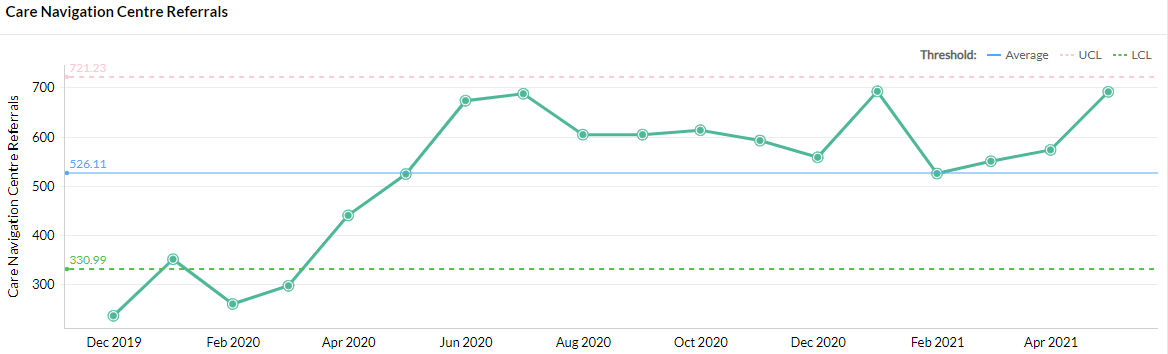 Care Navigation Centre Referrals
Threshold: Average UCL LCL
721.23
526.11
330.99
Care Navigation Centre Referrals
700
600
500
400
300
Dec 2019 Feb 2020 Apr 2020 Jun 2020 Aug 2020 Oct 2020 Dec 2020 Feb 2021 Apr 2021